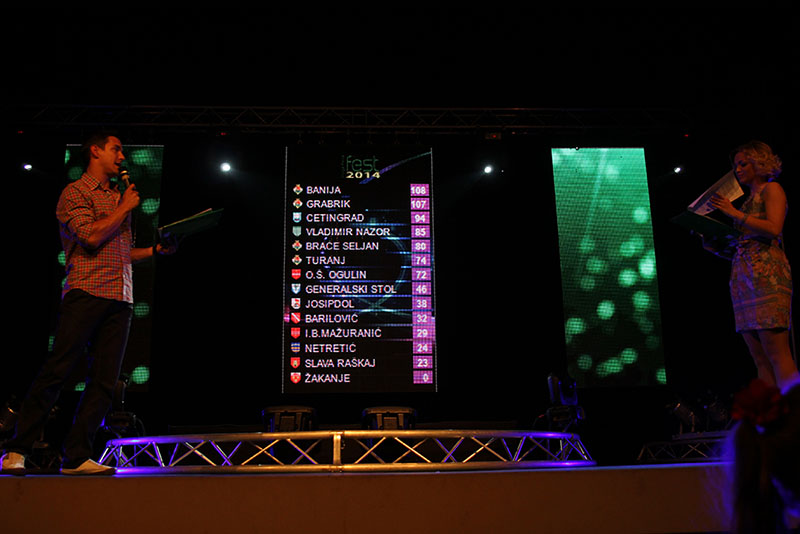 fest
2014
BANIJA 108
GRABRIK 107
CETINGRAD 94
VLADIMIR NAZOR 85
BRAĆE SELJAN 80
TURANJ 74
O.Š. OGULIN 72
GENERALSKI STOL 46
JOSIPDOL 38
BARILOVIĆ 32
I.B.MAŽURANIĆ 29
NETRETIĆ 24
SLAVA RAŠKAJ 23
ŽAKANJE 0